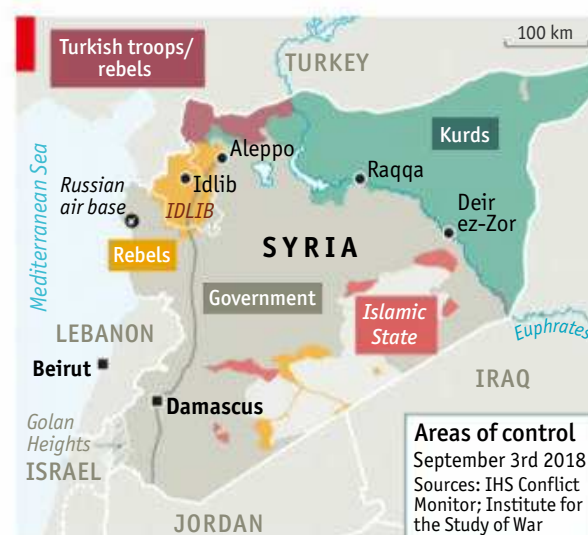 Turkish troops/
rebels
100 km
TURKEY
Kurds
Mediterranean Sea
Aleppo
Idlib
IDLIB
Raqqa
Russian
air base
Deir
ez-Zor
SYRIA
Rebels
Government
Islamic
State
Euphrates
LEBANON
Beirut
IRAQ
Damascus
Golan
Heights
ISRAEL
JORDAN
Areas of control
September 3rd 2018
Sources: IHS Conflict
Monitor; Institute for
the Study of War